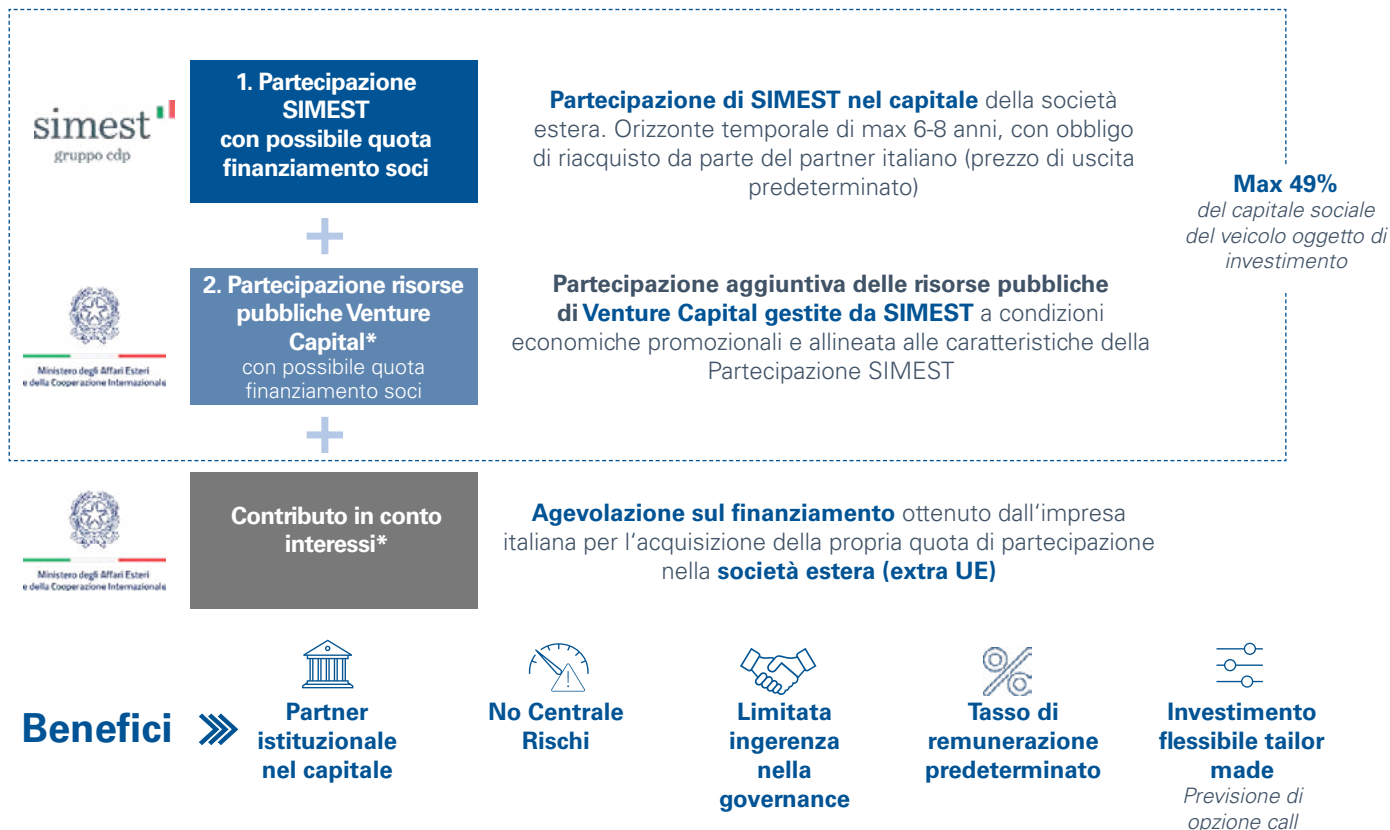 simest
gruppo cdp
1. Partecipazione
SIMEST
con possibile quota
finanziamento soci
Partecipazione di SIMEST nel capitale della società
estera. Orizzonte temporale di max 6-8 anni, con obbligo
di riacquisto da parte del partner italiano (prezzo di uscita
predeterminato)
Max 49%
del capitale sociale
del veicolo oggetto di
investimento
+
Ministero degli Affari Esteri
e della Cooperazione Internazionale
2. Partecipazione risorse
pubbliche Venture
Capital*
con possibile quota
finanziamento soci
Partecipazione aggiuntiva delle risorse pubbliche
di Venture Capital gestite da SIMEST a condizioni
economiche promozionali e allineata alle caratteristiche della
Partecipazione SIMEST
+
Ministero degli Affari Esteri
e della Cooperazione Internazionale
Contributo in conto
interessi*
Agevolazione sul finanziamento ottenuto dall'impresa
italiana per l'acquisizione della propria quota di partecipazione
nella società estera (extra UE)
Benefici
Partner
istituzionale
nel capitale
No Centrale
Rischi
Limitata
ingerenza
nella
governance
Tasso di
remunerazione
predeterminato
Investimento
flessibile tailor
made
Previsione di
opzione call